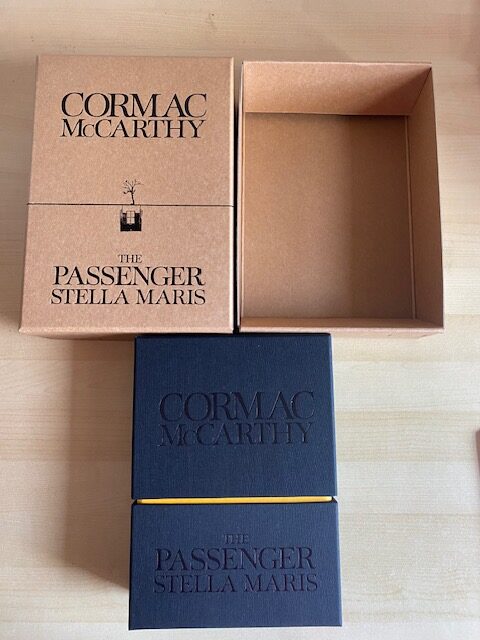 CORMAC
McCARTHY
THE
PASSENGER
STELLA MARIS
CORMAC
McCARTHY
THE
PASSENGER
STELLA MARIS